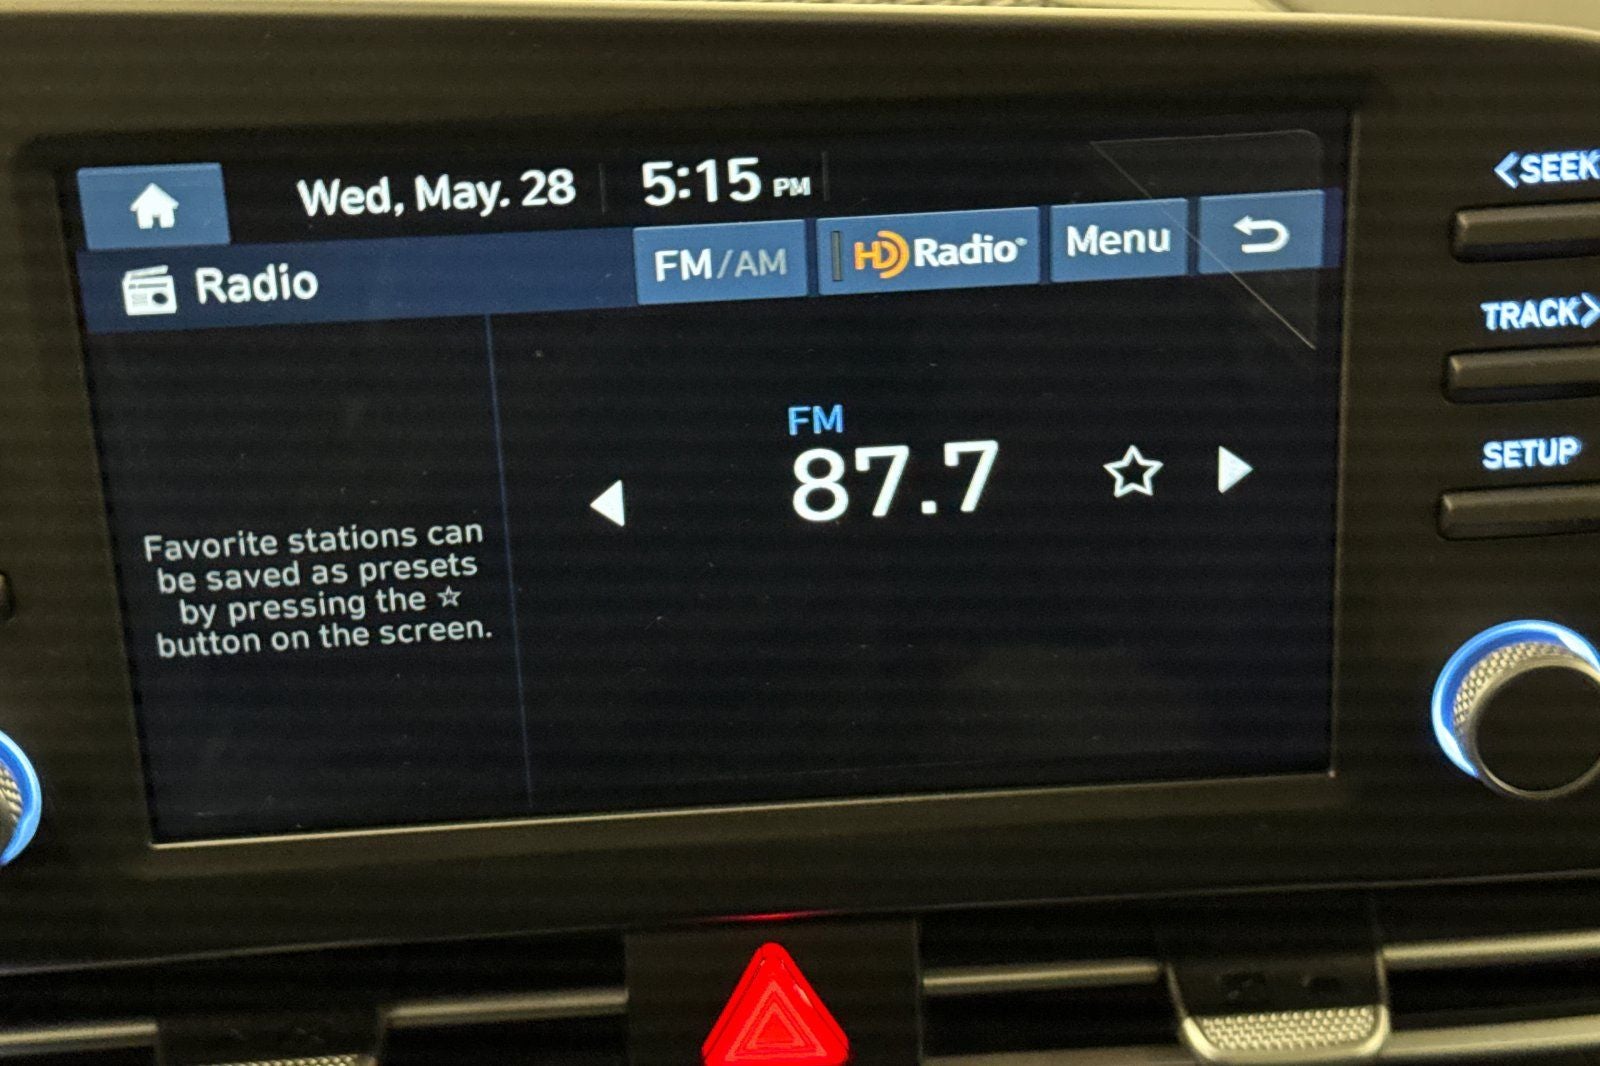 Wed, May. 28 5:15 PM
Radio FM/AM HD Radio® Menu
FM
87.7
Favorite stations can
be saved as presets
by pressing the ☆
button on the screen.
<SEEK
TRACK>
SETUP